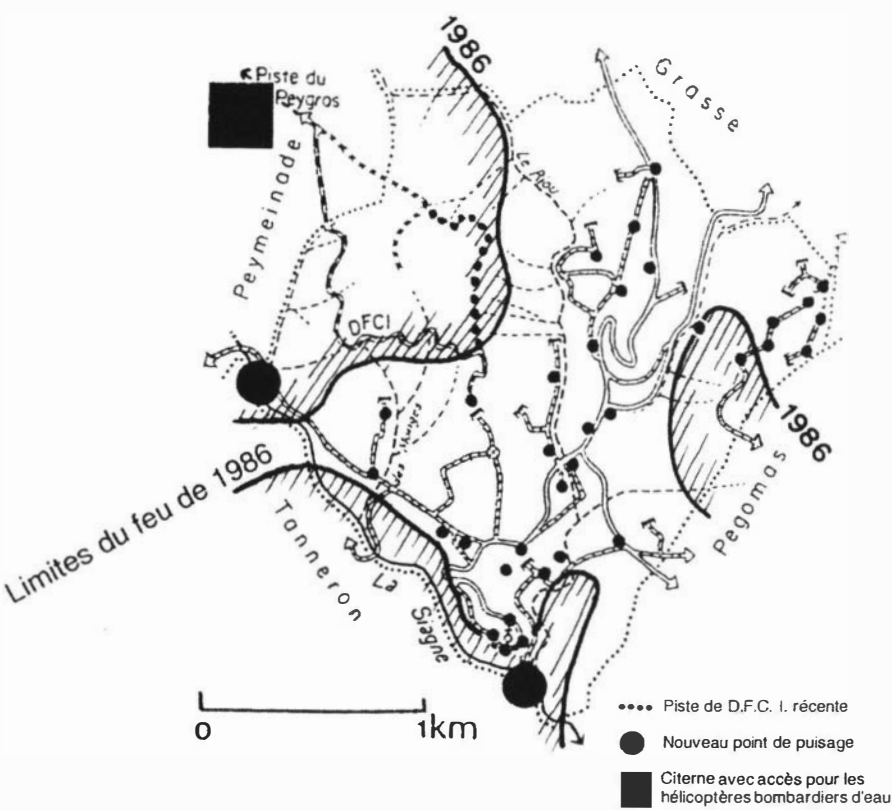 1986
Piste du
Peygros
Grasse
Le Riou
Peymeinade
DFCI
1986
Limites du feu de 1986
Pegomas
Tanneron
La
Siagne
0
1km
Piste de D.F.C. I. récente
Nouveau point de puisage
Citerne avec accès pour les
hélicoptères bombardiers d'eau